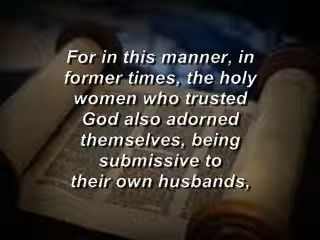 For in this manner, in
former times, the holy
women who trusted
God also adorned
themselves, being
submissive to
their own husbands,